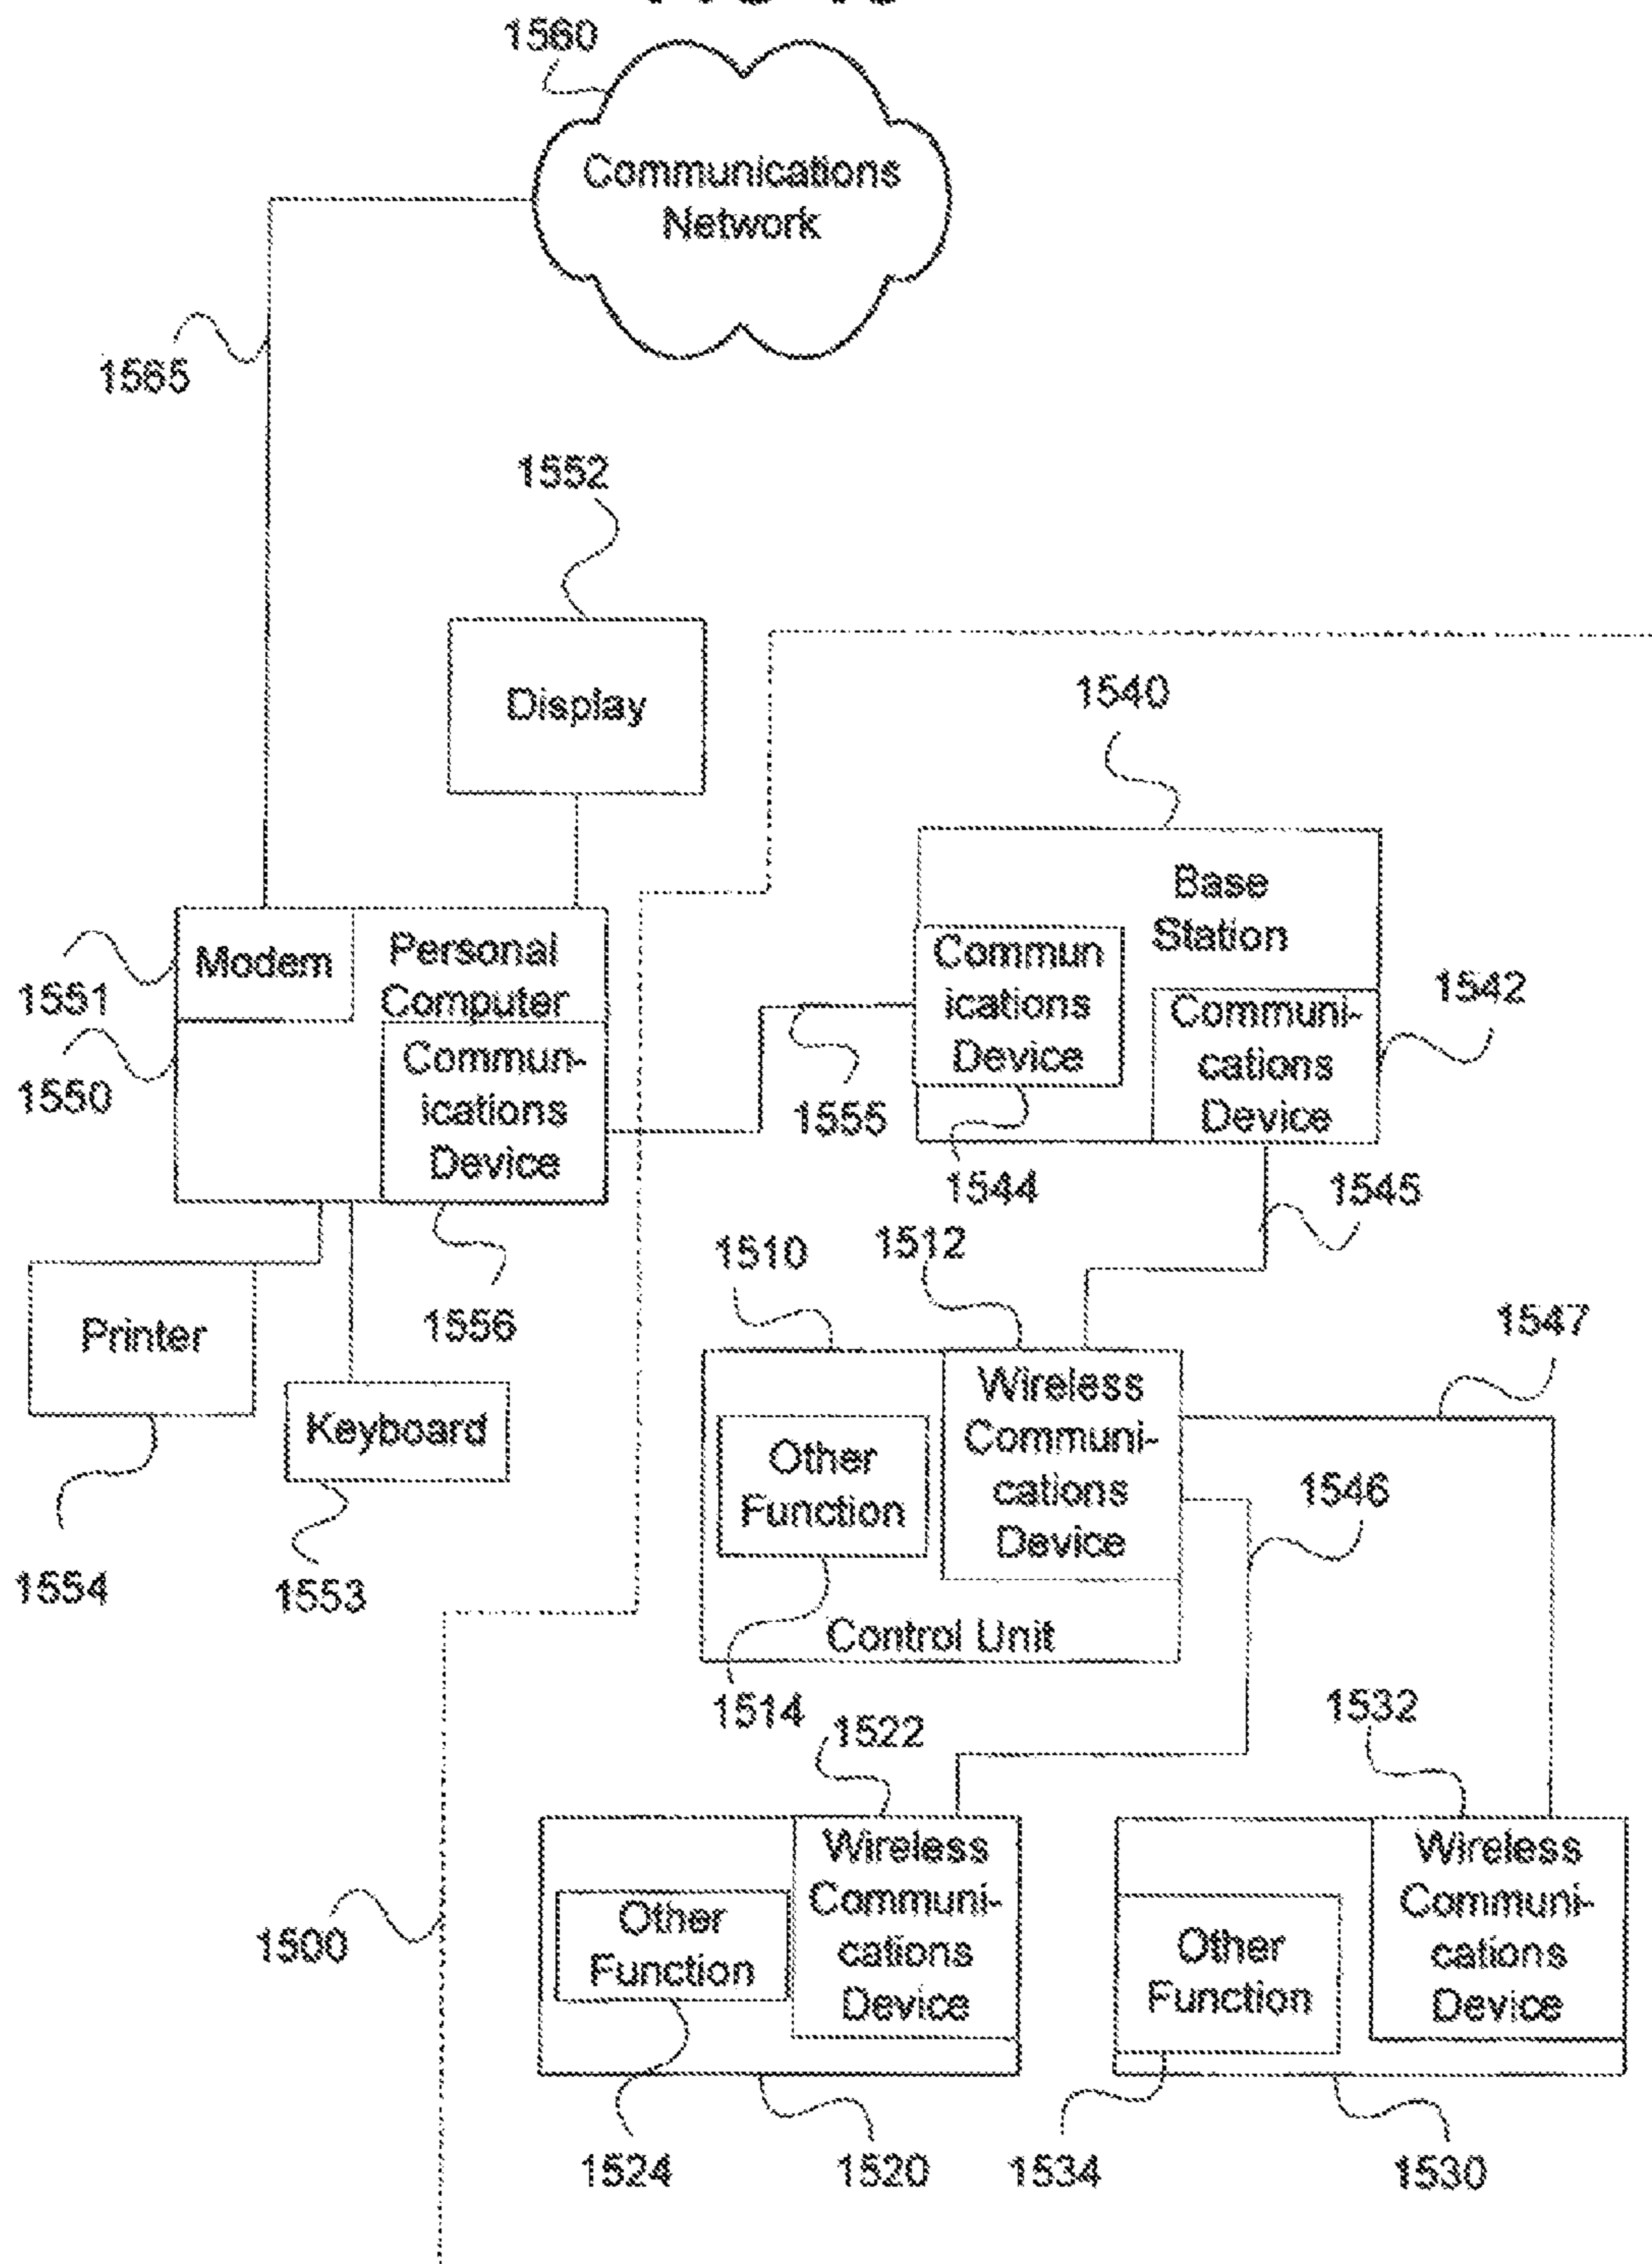 1560
Communications
Network
1565
1552
Display
1540
Base
Station
Modem
Personal
Computer
1551
1550
Commun-
ications
Device
Commun
ications
Device
Communi-
cations
Device
1542
1555
1544
1545
1510
1512
1547
Printer
1556
Keyboard
Wireless
Communi-
cations
Device
Other
Function
1546
1554
1553
Control Unit
1514
1522
1532
Wireless
Communi-
cations
Device
Other
Function
Wireless
Communi-
cations
Device
Other
Function
1500
1524
1520
1534
1530